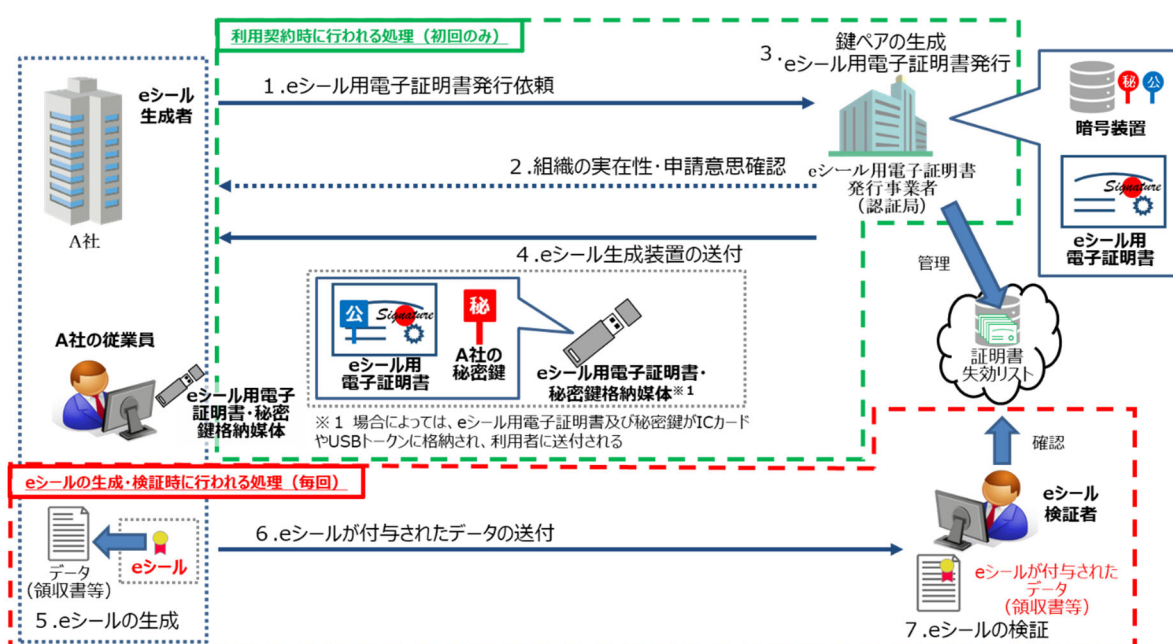 利用契約時に行われる処理（初回のみ）
eシール
生成者
A社
1.eシール用電子証明書発行依頼
鍵ペアの生成
3.eシール用電子証明書発行
秘
公
暗号装置
Signature
eシール用
電子証明書
2.組織の実在性・申請意思確認
eシール用電子証明書
発行事業者
（認証局）
4.eシール生成装置の送付
管理
証明書
失効リスト
公
Signature
eシール用
電子証明書
秘
A社の
秘密鍵
eシール用電子証明書・
秘密鍵格納媒体※1
※1 場合によっては、eシール用電子証明書及び秘密鍵がICカード
やUSBトークンに格納され、利用者に送付される
A社の従業員
eシール用電子
証明書・秘密
鍵格納媒体
eシールの生成・検証時に行われる処理（毎回）
確認
eシール
検証者
データ
（領収書等）
eシール
5.eシールの生成
6.eシールが付与されたデータの送付
eシールが付与された
データ
（領収書等）
7.eシールの検証